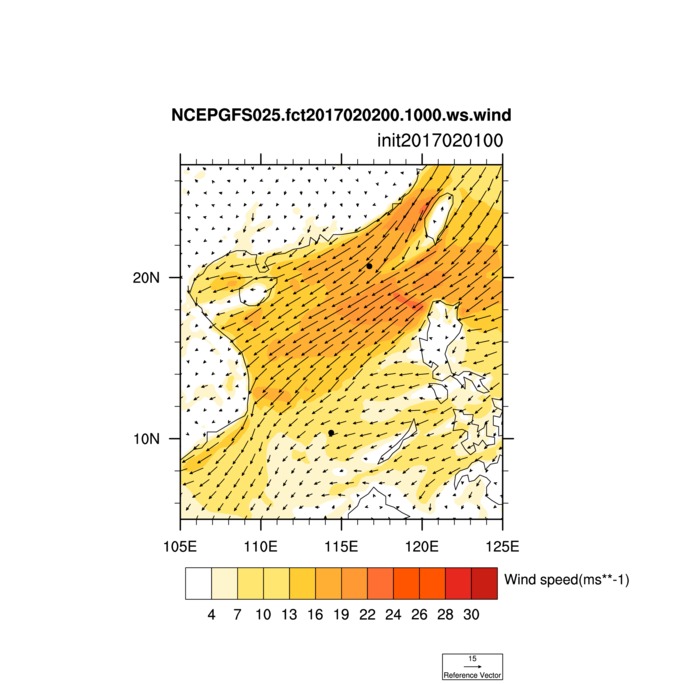 NCEPGFS025.fct2017020200.1000.ws.wind
init2017020100
20N
10N
105E 110E 115E 120E 125E
Wind speed(ms**-1)
4 7 10 13 16 19 22 24 26 28 30
15
Reference Vector